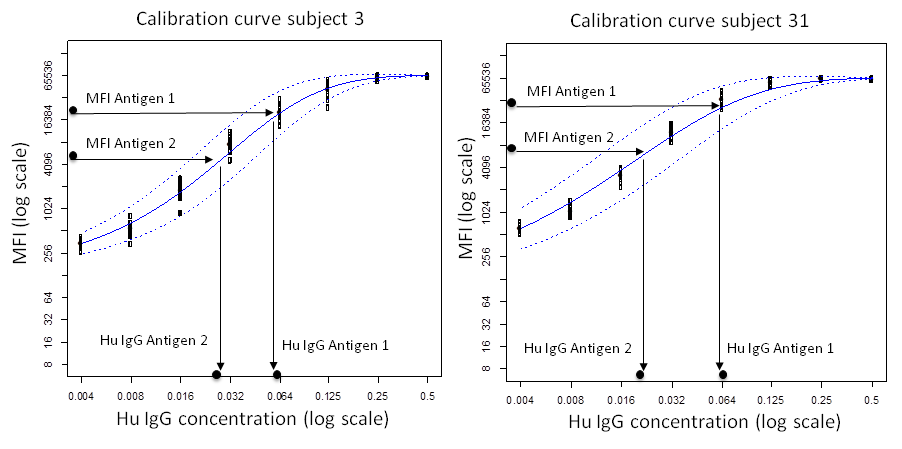 Calibration curve subject 3
MFI (log scale)
65536
16384
4096
1024
256
64
32
16
8
MFI Antigen 1
MFI Antigen 2
Hu IgG Antigen 2
Hu IgG Antigen 1
0.004 0.008 0.016 0.032 0.064 0.125 0.25 0.5
Hu IgG concentration (log scale)
Calibration curve subject 31
MFI (log scale)
65536
16384
4096
1024
256
64
32
16
8
MFI Antigen 1
MFI Antigen 2
Hu IgG Antigen 2
Hu IgG Antigen 1
0.004 0.008 0.016 0.032 0.064 0.125 0.25 0.5
Hu IgG concentration (log scale)